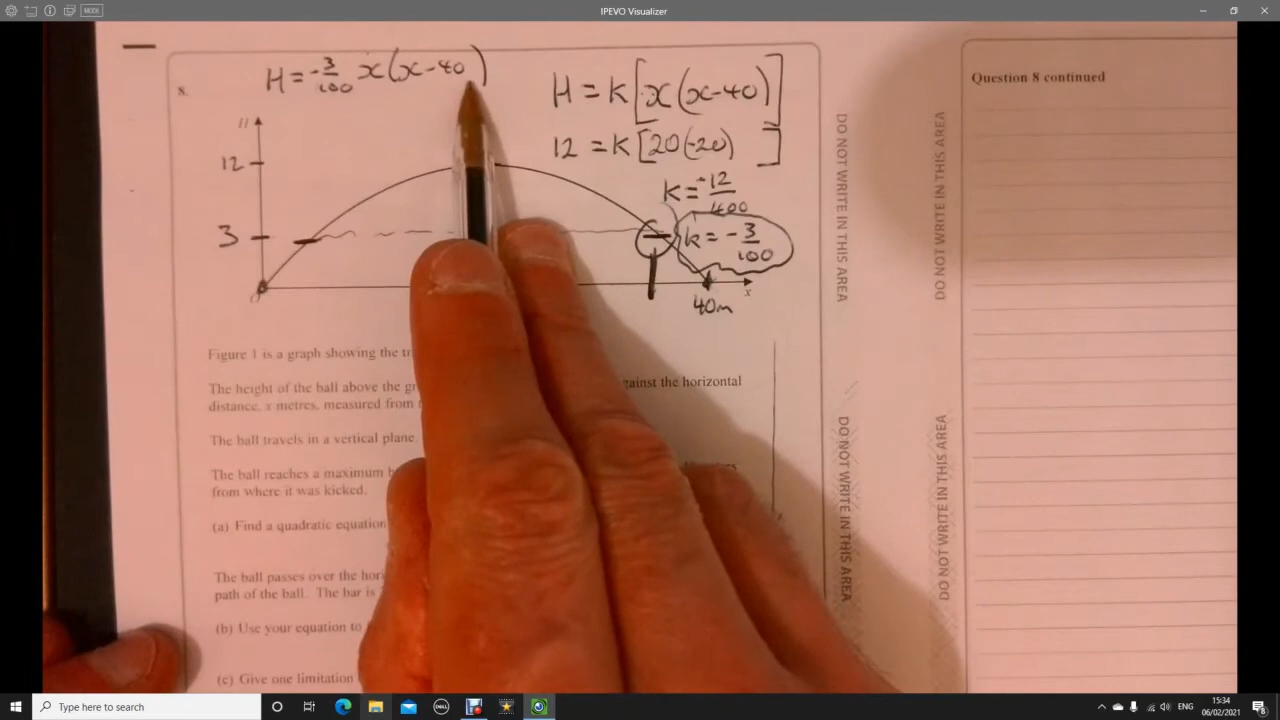 IPEVO Visualizer
MODE
8.
H = -3/100 x(x-40)
H = K[x(x-40)]
12 = K[20(-20)]
K = -12/400
K = -3/100
H
12
3
O
x
40m
Figure 1 is a graph showing the
The height of the ball above the
against the horizontal
distance, x metres, measured from
The ball travels in a vertical plane.
The ball reaches a maximum
from where it was kicked.
(a) Find a quadratic equation
The ball passes over the
path of the ball. The bar is
(b) Use your equation to
(c) Give one limitation
DO NOT WRITE IN THIS AREA
DO NOT WRITE IN THIS AREA
DO NOT WRITE IN THIS AREA
DO NOT WRITE IN THIS AREA
Question 8 continued
Type here to search
DELL
ENG
15:34
06/02/2021
8